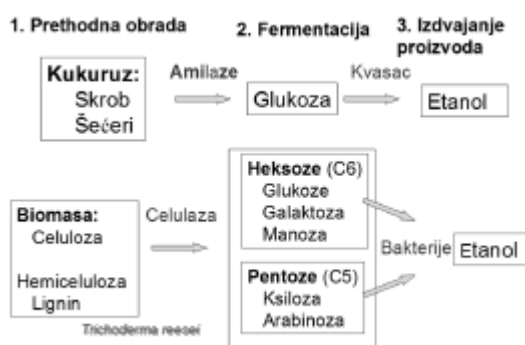 1. Prethodna obrada
2. Fermentacija
3. Izdvajanje
proizvoda
Kukuruz:
Skrob
Šećeri
Amilaze
Glukoza
Kvasac
Etanol
Biomasa:
Celuloza
Hemiceluloza
Lignin
Trichoderma reesei
Celulaza
Heksoze (C6)
Glukoze
Galaktoza
Manoza
Pentoze (C5)
Ksiloza
Arabinoza
Bakterije
Etanol